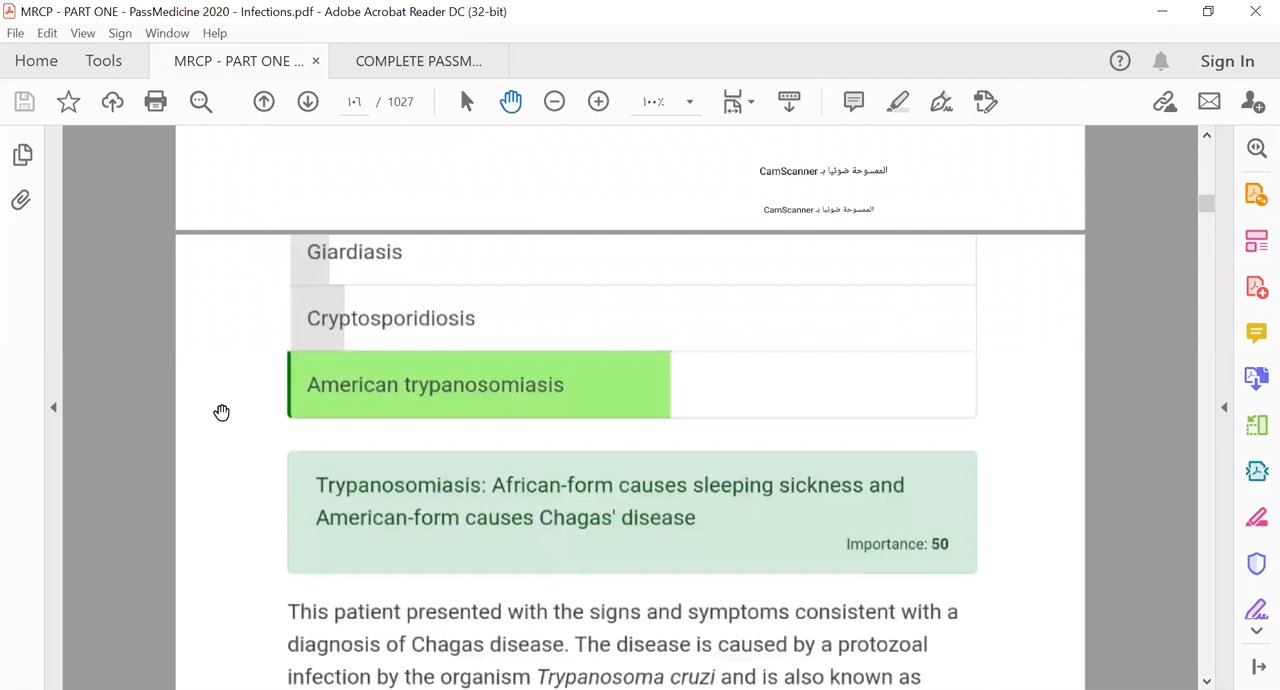 MRCP - PART ONE - PassMedicine 2020 - Infections.pdf - Adobe Acrobat Reader DC (32-bit)
File Edit View Sign Window Help
Home Tools MRCP - PART ONE ... × COMPLETE PASSM... Sign In
١٠٦ / 1027 ١٠٠٪
الممسوحة ضوئيا بـ CamScanner
الممسوحة ضوئيا بـ CamScanner
Giardiasis
Cryptosporidiosis
American trypanosomiasis
Trypanosomiasis: African-form causes sleeping sickness and
American-form causes Chagas' disease
Importance: 50
This patient presented with the signs and symptoms consistent with a
diagnosis of Chagas disease. The disease is caused by a protozoal
infection by the organism Trypanosoma cruzi and is also known as